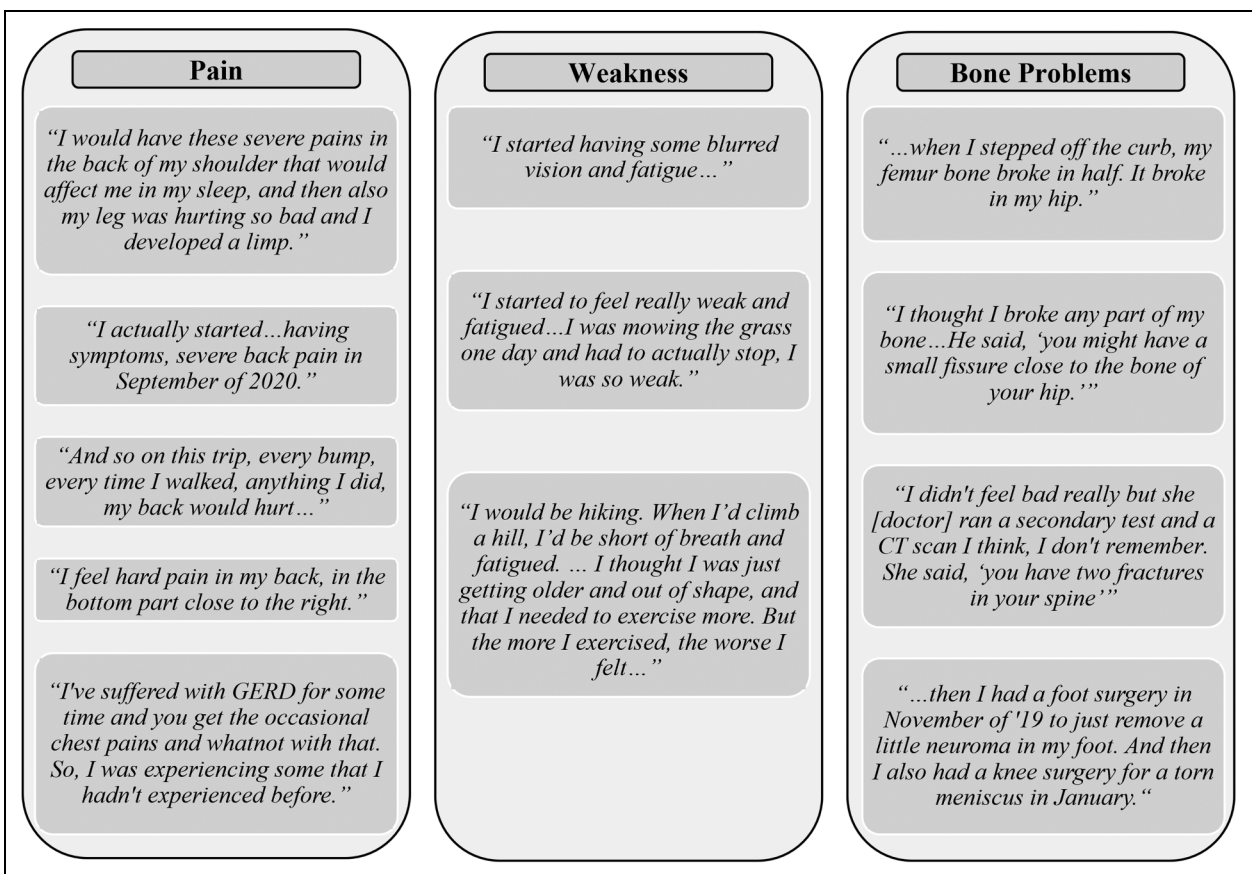 Pain
“I would have these severe pains in
the back of my shoulder that would
affect me in my sleep, and then also
my leg was hurting so bad and I
developed a limp.”
“I actually started…having
symptoms, severe back pain in
September of 2020.”
“And so on this trip, every bump,
every time I walked, anything I did,
my back would hurt…”
“I feel hard pain in my back, in the
bottom part close to the right.”
“I've suffered with GERD for some
time and you get the occasional
chest pains and whatnot with that.
So, I was experiencing some that I
hadn't experienced before.”
Weakness
“I started having some blurred
vision and fatigue…”
“I started to feel really weak and
fatigued…I was mowing the grass
one day and had to actually stop, I
was so weak.”
“I would be hiking. When I’d climb
a hill, I’d be short of breath and
fatigued. … I thought I was just
getting older and out of shape, and
that I needed to exercise more. But
the more I exercised, the worse I
felt…”
Bone Problems
“…when I stepped off the curb, my
femur bone broke in half. It broke
in my hip.”
“I thought I broke any part of my
bone…He said, ‘you might have a
small fissure close to the bone of
your hip.’”
“I didn't feel bad really but she
[doctor] ran a secondary test and a
CT scan I think, I don't remember.
She said, ‘you have two fractures
in your spine’”
“…then I had a foot surgery in
November of '19 to just remove a
little neuroma in my foot. And then
I also had a knee surgery for a torn
meniscus in January.“